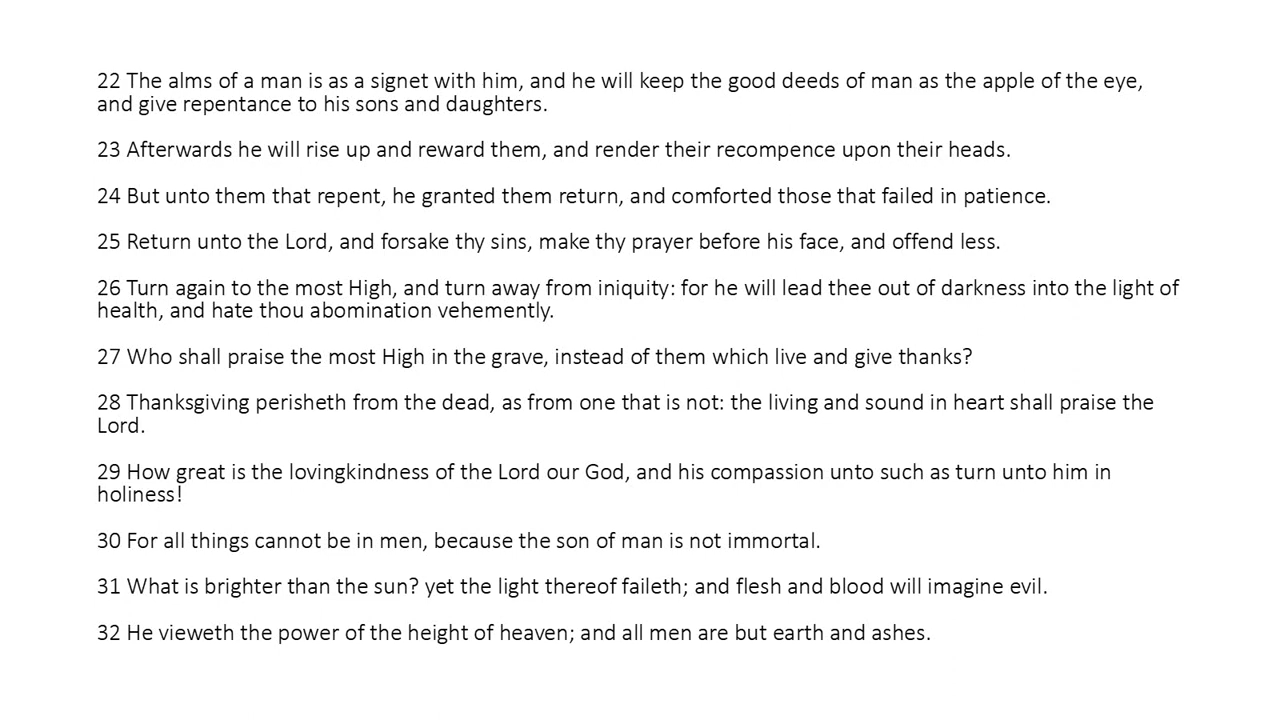 22 The alms of a man is as a signet with him, and he will keep the good deeds of man as the apple of the eye,
and give repentance to his sons and daughters.
23 Afterwards he will rise up and reward them, and render their recompence upon their heads.
24 But unto them that repent, he granted them return, and comforted those that failed in patience.
25 Return unto the Lord, and forsake thy sins, make thy prayer before his face, and offend less.
26 Turn again to the most High, and turn away from iniquity: for he will lead thee out of darkness into the light of
health, and hate thou abomination vehemently.
27 Who shall praise the most High in the grave, instead of them which live and give thanks?
28 Thanksgiving perisheth from the dead, as from one that is not: the living and sound in heart shall praise the
Lord.
29 How great is the lovingkindness of the Lord our God, and his compassion unto such as turn unto him in
holiness!
30 For all things cannot be in men, because the son of man is not immortal.
31 What is brighter than the sun? yet the light thereof faileth; and flesh and blood will imagine evil.
32 He vieweth the power of the height of heaven; and all men are but earth and ashes.